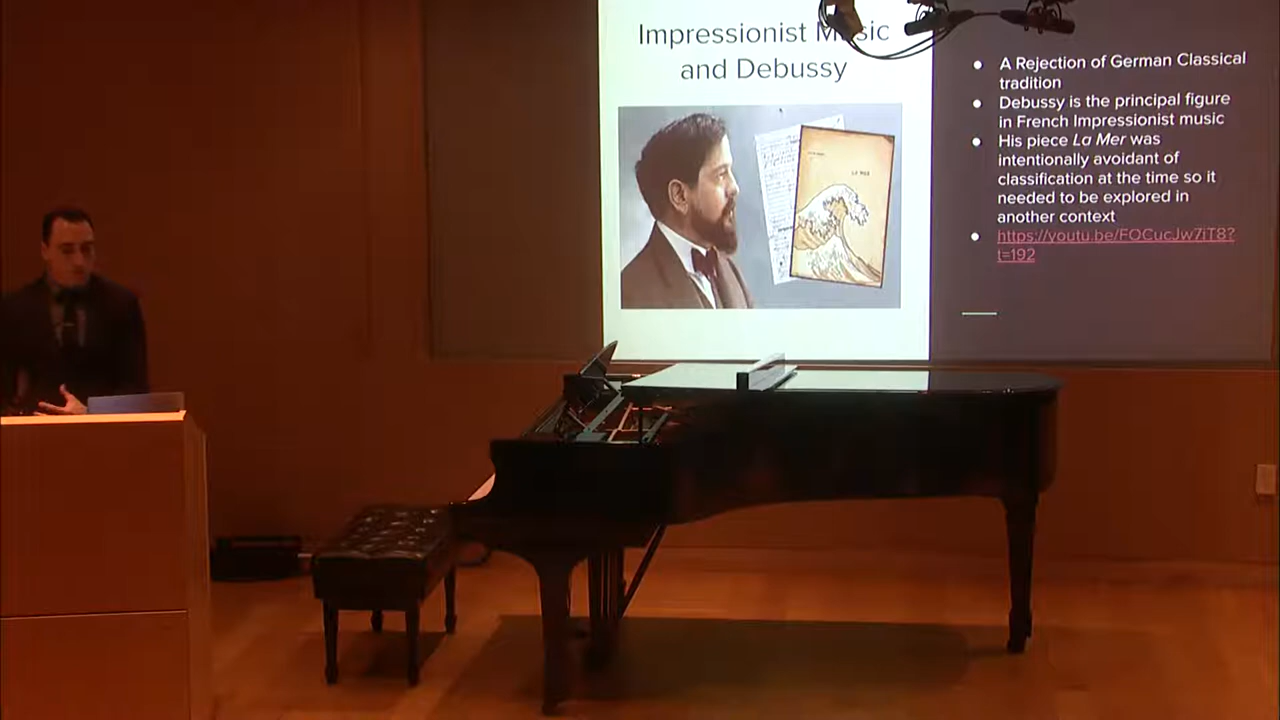 Impressionist Music
and Debussy
LA MER
● A Rejection of German Classical
tradition
● Debussy is the principal figure
in French Impressionist music
● His piece La Mer was
intentionally avoidant of
classification at the time so it
needed to be explored in
another context
● https://youtu.be/FOCucJw7iT8?
t=192